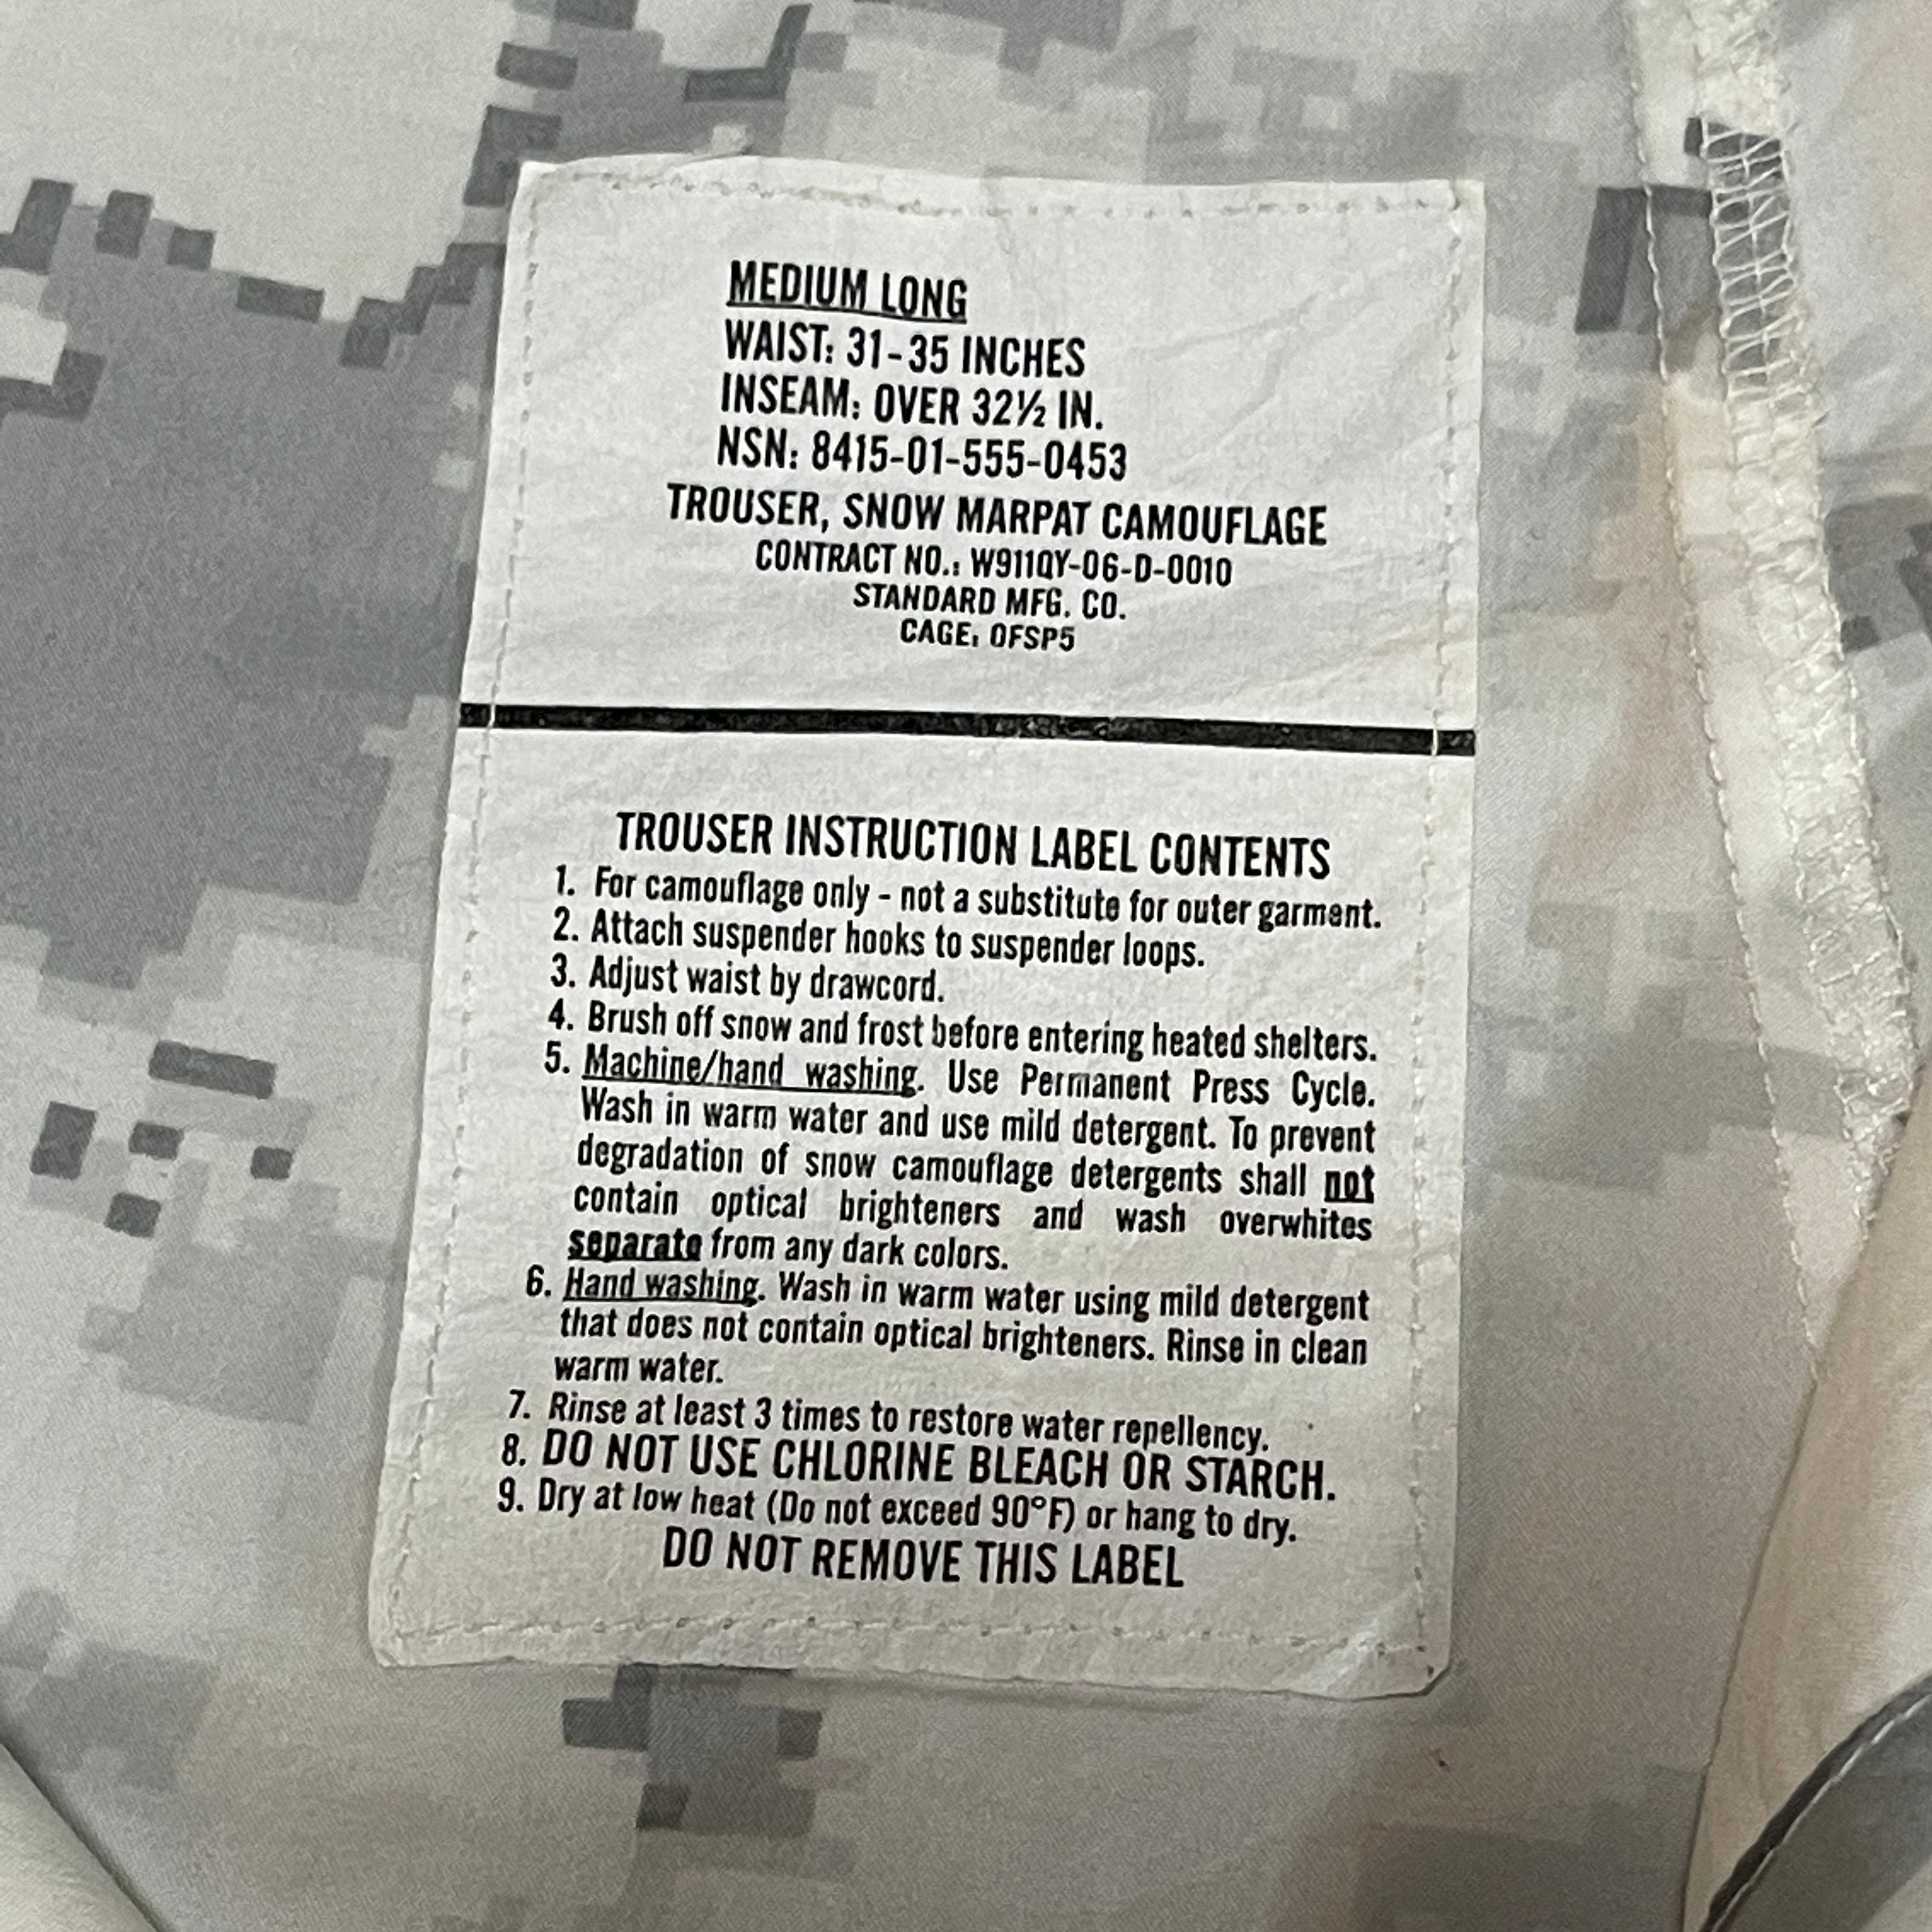 MEDIUM LONG
WAIST: 31-35 INCHES
INSEAM: OVER 32½ IN.
NSN: 8415-01-555-0453
TROUSER, SNOW MARPAT CAMOUFLAGE
CONTRACT NO.: W911QY-06-D-0010
STANDARD MFG. CO.
CAGE: 0FSP5
TROUSER INSTRUCTION LABEL CONTENTS
1. For camouflage only - not a substitute for outer garment.
2. Attach suspender hooks to suspender loops.
3. Adjust waist by drawcord.
4. Brush off snow and frost before entering heated shelters.
5. Machine/hand washing. Use Permanent Press Cycle.
Wash in warm water and use mild detergent. To prevent
degradation of snow camouflage detergents shall not
contain optical brighteners and wash overwhites
separate from any dark colors.
6. Hand washing. Wash in warm water using mild detergent
that does not contain optical brighteners. Rinse in clean
warm water.
7. Rinse at least 3 times to restore water repellency.
8. DO NOT USE CHLORINE BLEACH OR STARCH.
9. Dry at low heat (Do not exceed 90°F) or hang to dry.
DO NOT REMOVE THIS LABEL